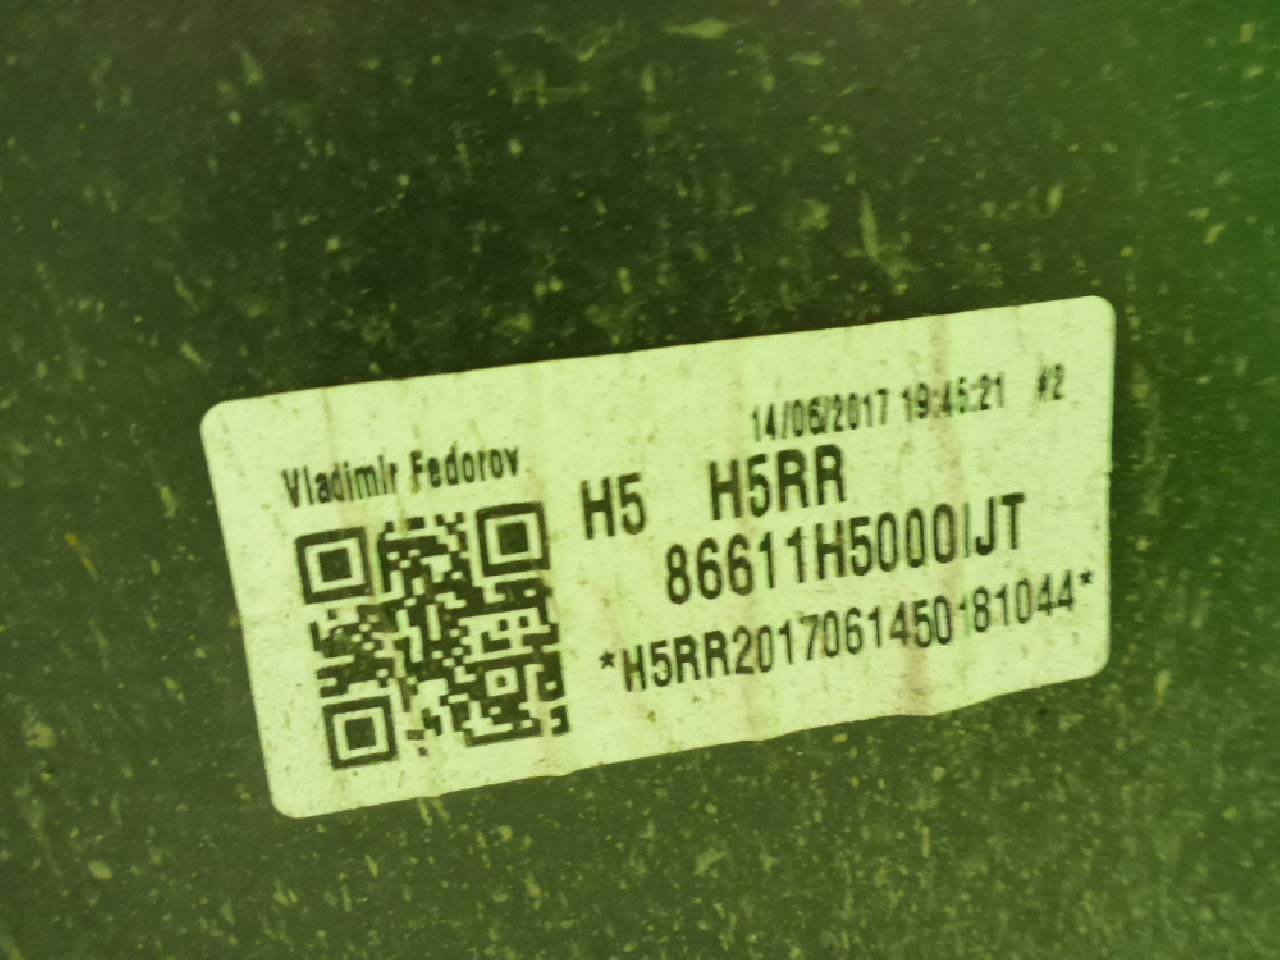 14/06/2017 19:45:21 #2
Vladimir Fedorov
H5 H5RR
86611H5000IJT
*H5RR2017061450181044*